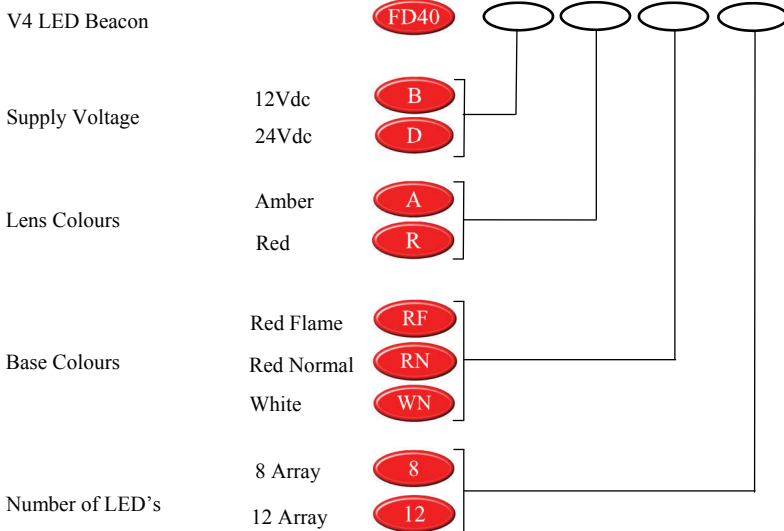 V4 LED Beacon FD40
12Vdc B
Supply Voltage
24Vdc D
Amber A
Lens Colours
Red R
Red Flame RF
Base Colours Red Normal RN
White WN
8 Array 8
Number of LED’s
12 Array 12